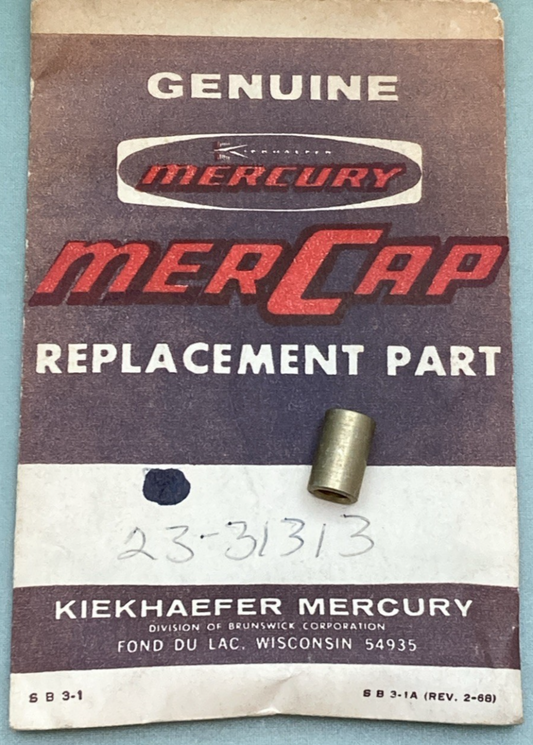 GENUINE
KIEKHAEFER
MERCURY
MERCAP
REPLACEMENT PART
23-31313
KIEKHAEFER MERCURY
DIVISION OF BRUNSWICK CORPORATION
FOND DU LAC, WISCONSIN 54935
S B 3-1
S B 3-1A (REV. 2-68)